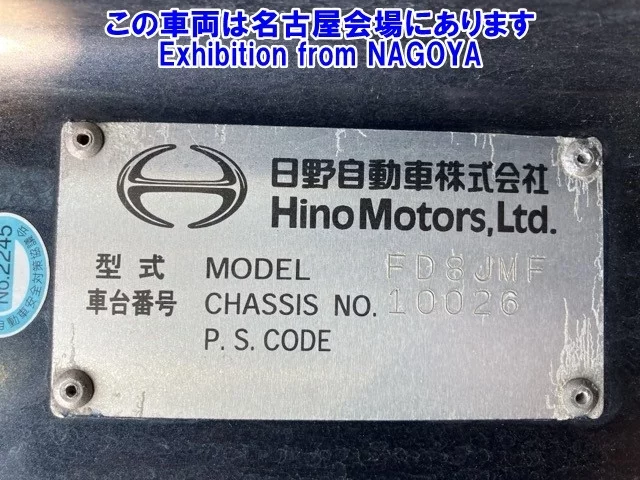 この車両は名古屋会場にあります
Exhibition from NAGOYA
日野自動車株式会社
Hino Motors, Ltd.
型式 MODEL FD8JMF
車台番号 CHASSIS NO. 10026
P. S. CODE
No.2245